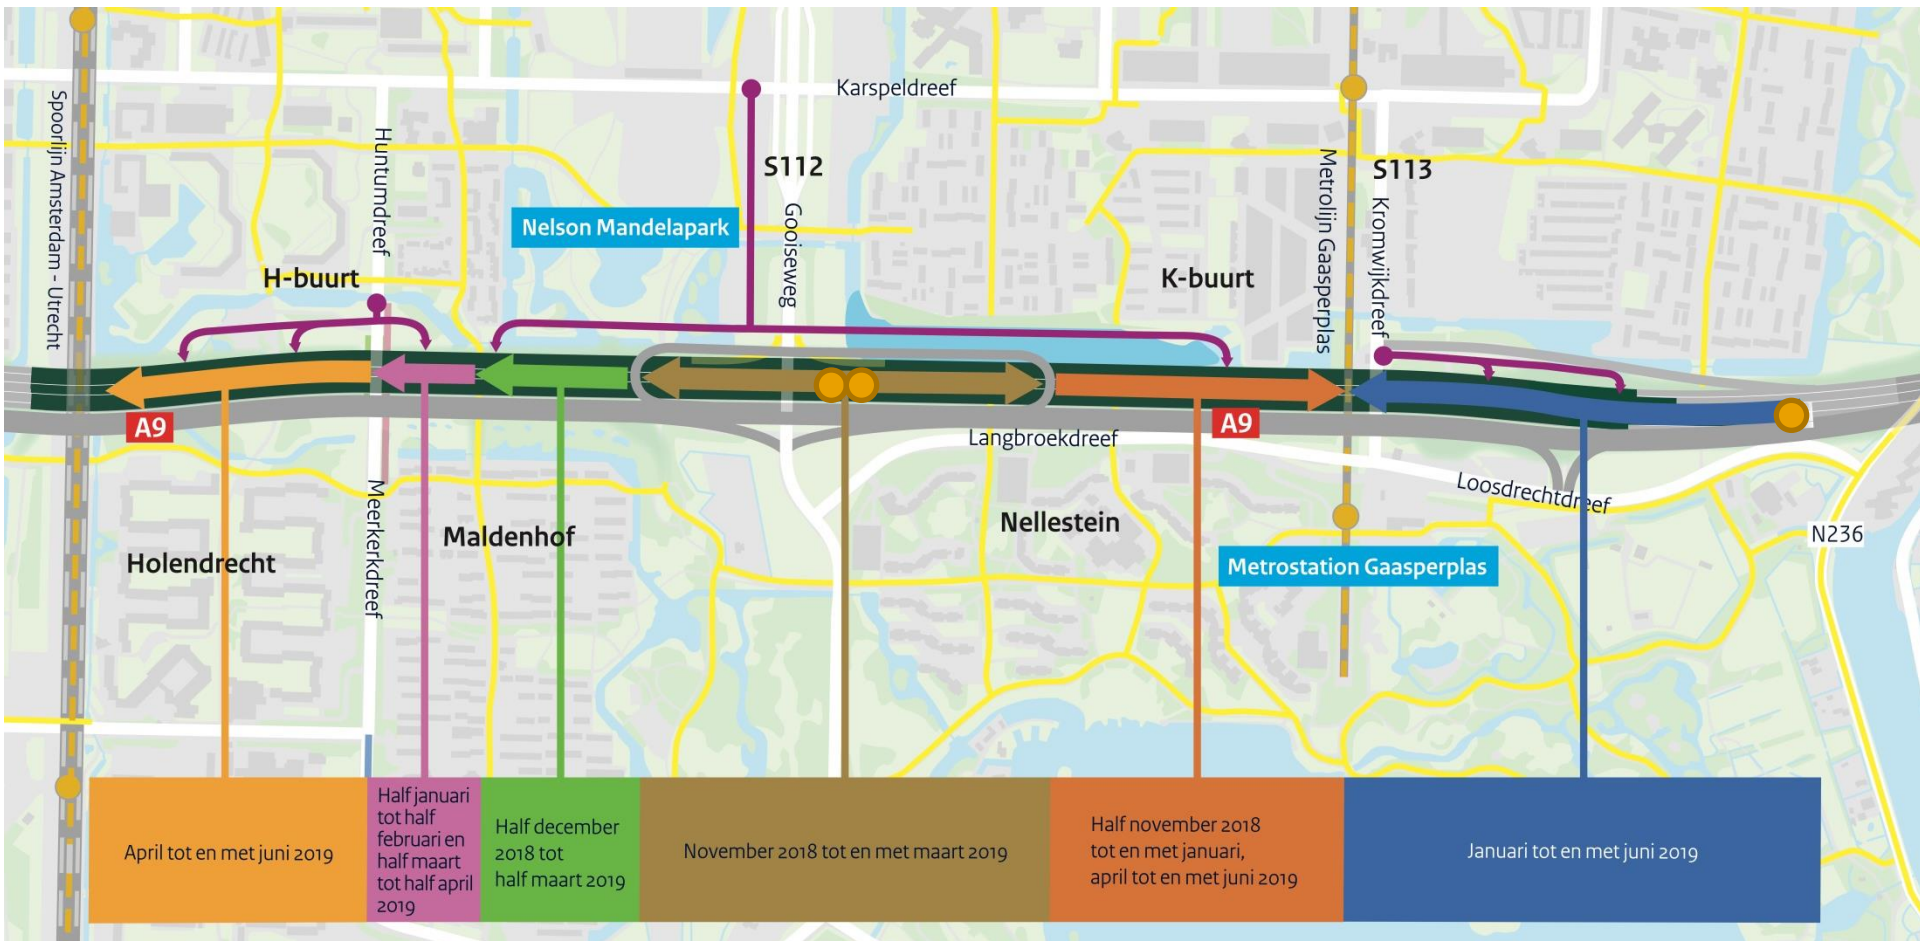 Karspeldreef
Spoorlijn Amsterdam - Utrecht
Huntumdreef
S112
Metrolijn Gaasperplas
S113
Nelson Mandelapark
Gooiseweg
Kromwijkdreef
H-buurt
K-buurt
A9
A9
Langbroekdreef
Meerkerkdreef
Loosdrechtdreef
Maldenhof
Nellestein
N236
Holendrecht
Metrostation Gaasperplas
April tot en met juni 2019
Half januari
tot half
februari en
half maart
tot half april
2019
Half december
2018 tot
half maart 2019
November 2018 tot en met maart 2019
Half november 2018
tot en met januari,
april tot en met juni 2019
Januari tot en met juni 2019